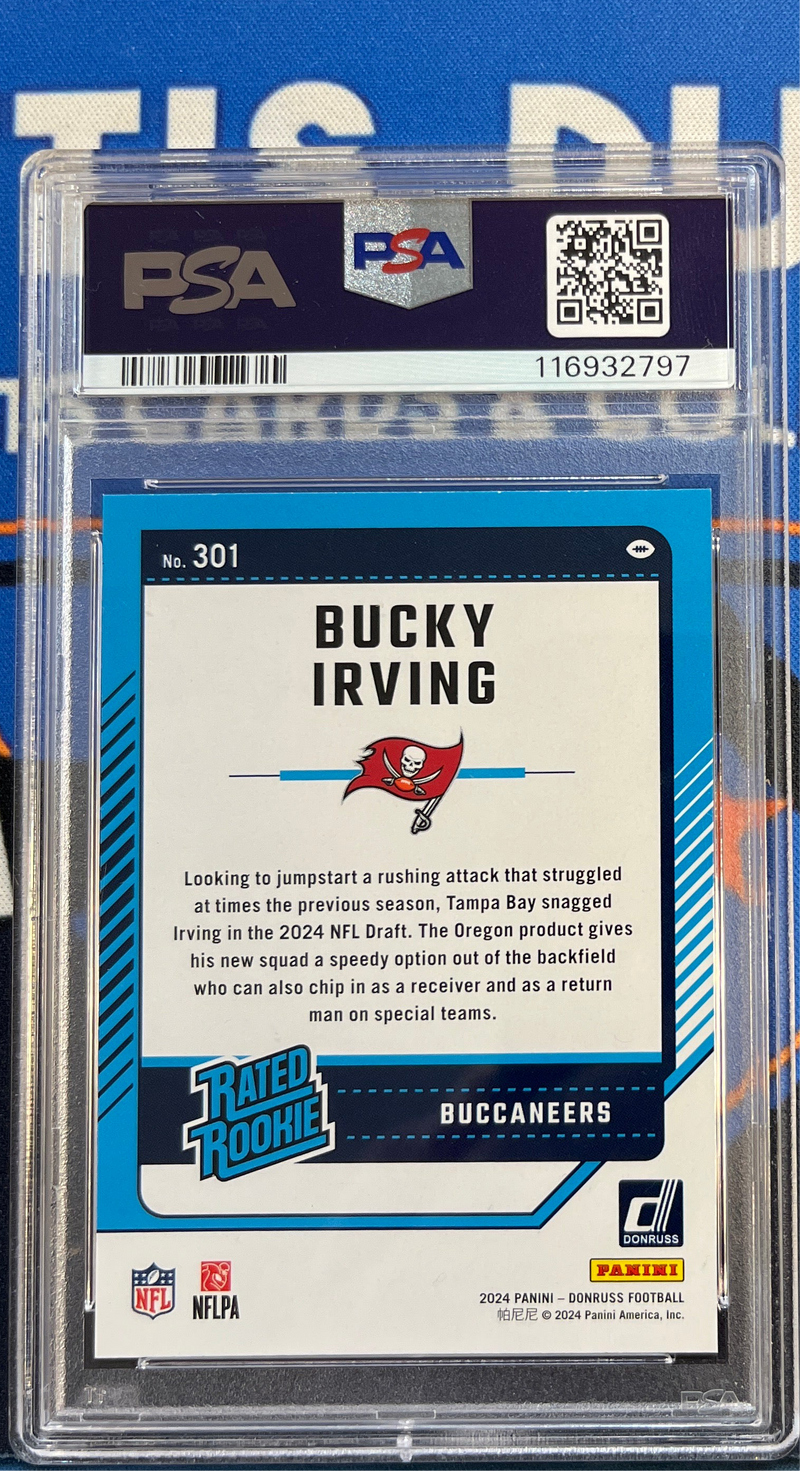 PSA
PSA
116932797
No. 301
BUCKY
IRVING
Looking to jumpstart a rushing attack that struggled
at times the previous season, Tampa Bay snagged
Irving in the 2024 NFL Draft. The Oregon product gives
his new squad a speedy option out of the backfield
who can also chip in as a receiver and as a return
man on special teams.
RATED
ROOKIE
BUCCANEERS
DONRUSS
PANINI
NFL
NFLPA
2024 PANINI – DONRUSS FOOTBALL
帕尼尼 © 2024 Panini America, Inc.
PSA